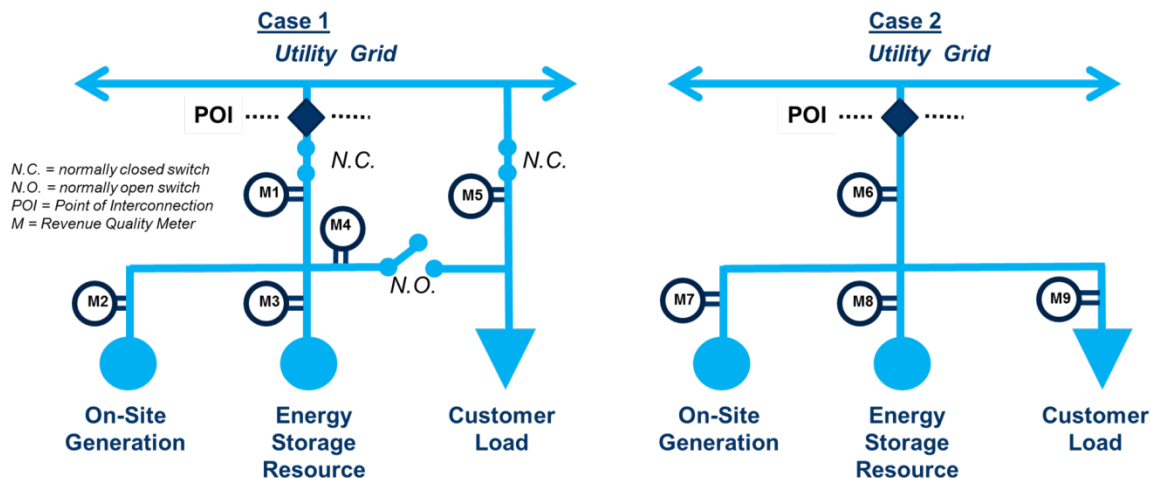 Case 1
Utility Grid
POI
N.C. = normally closed switch
N.O. = normally open switch
POI = Point of Interconnection
M = Revenue Quality Meter
N.C.
N.C.
M1
M5
M4
N.O.
M2
M3
On-Site
Generation
Energy
Storage
Resource
Customer
Load
Case 2
Utility Grid
POI
M6
M7
M8
M9
On-Site
Generation
Energy
Storage
Resource
Customer
Load